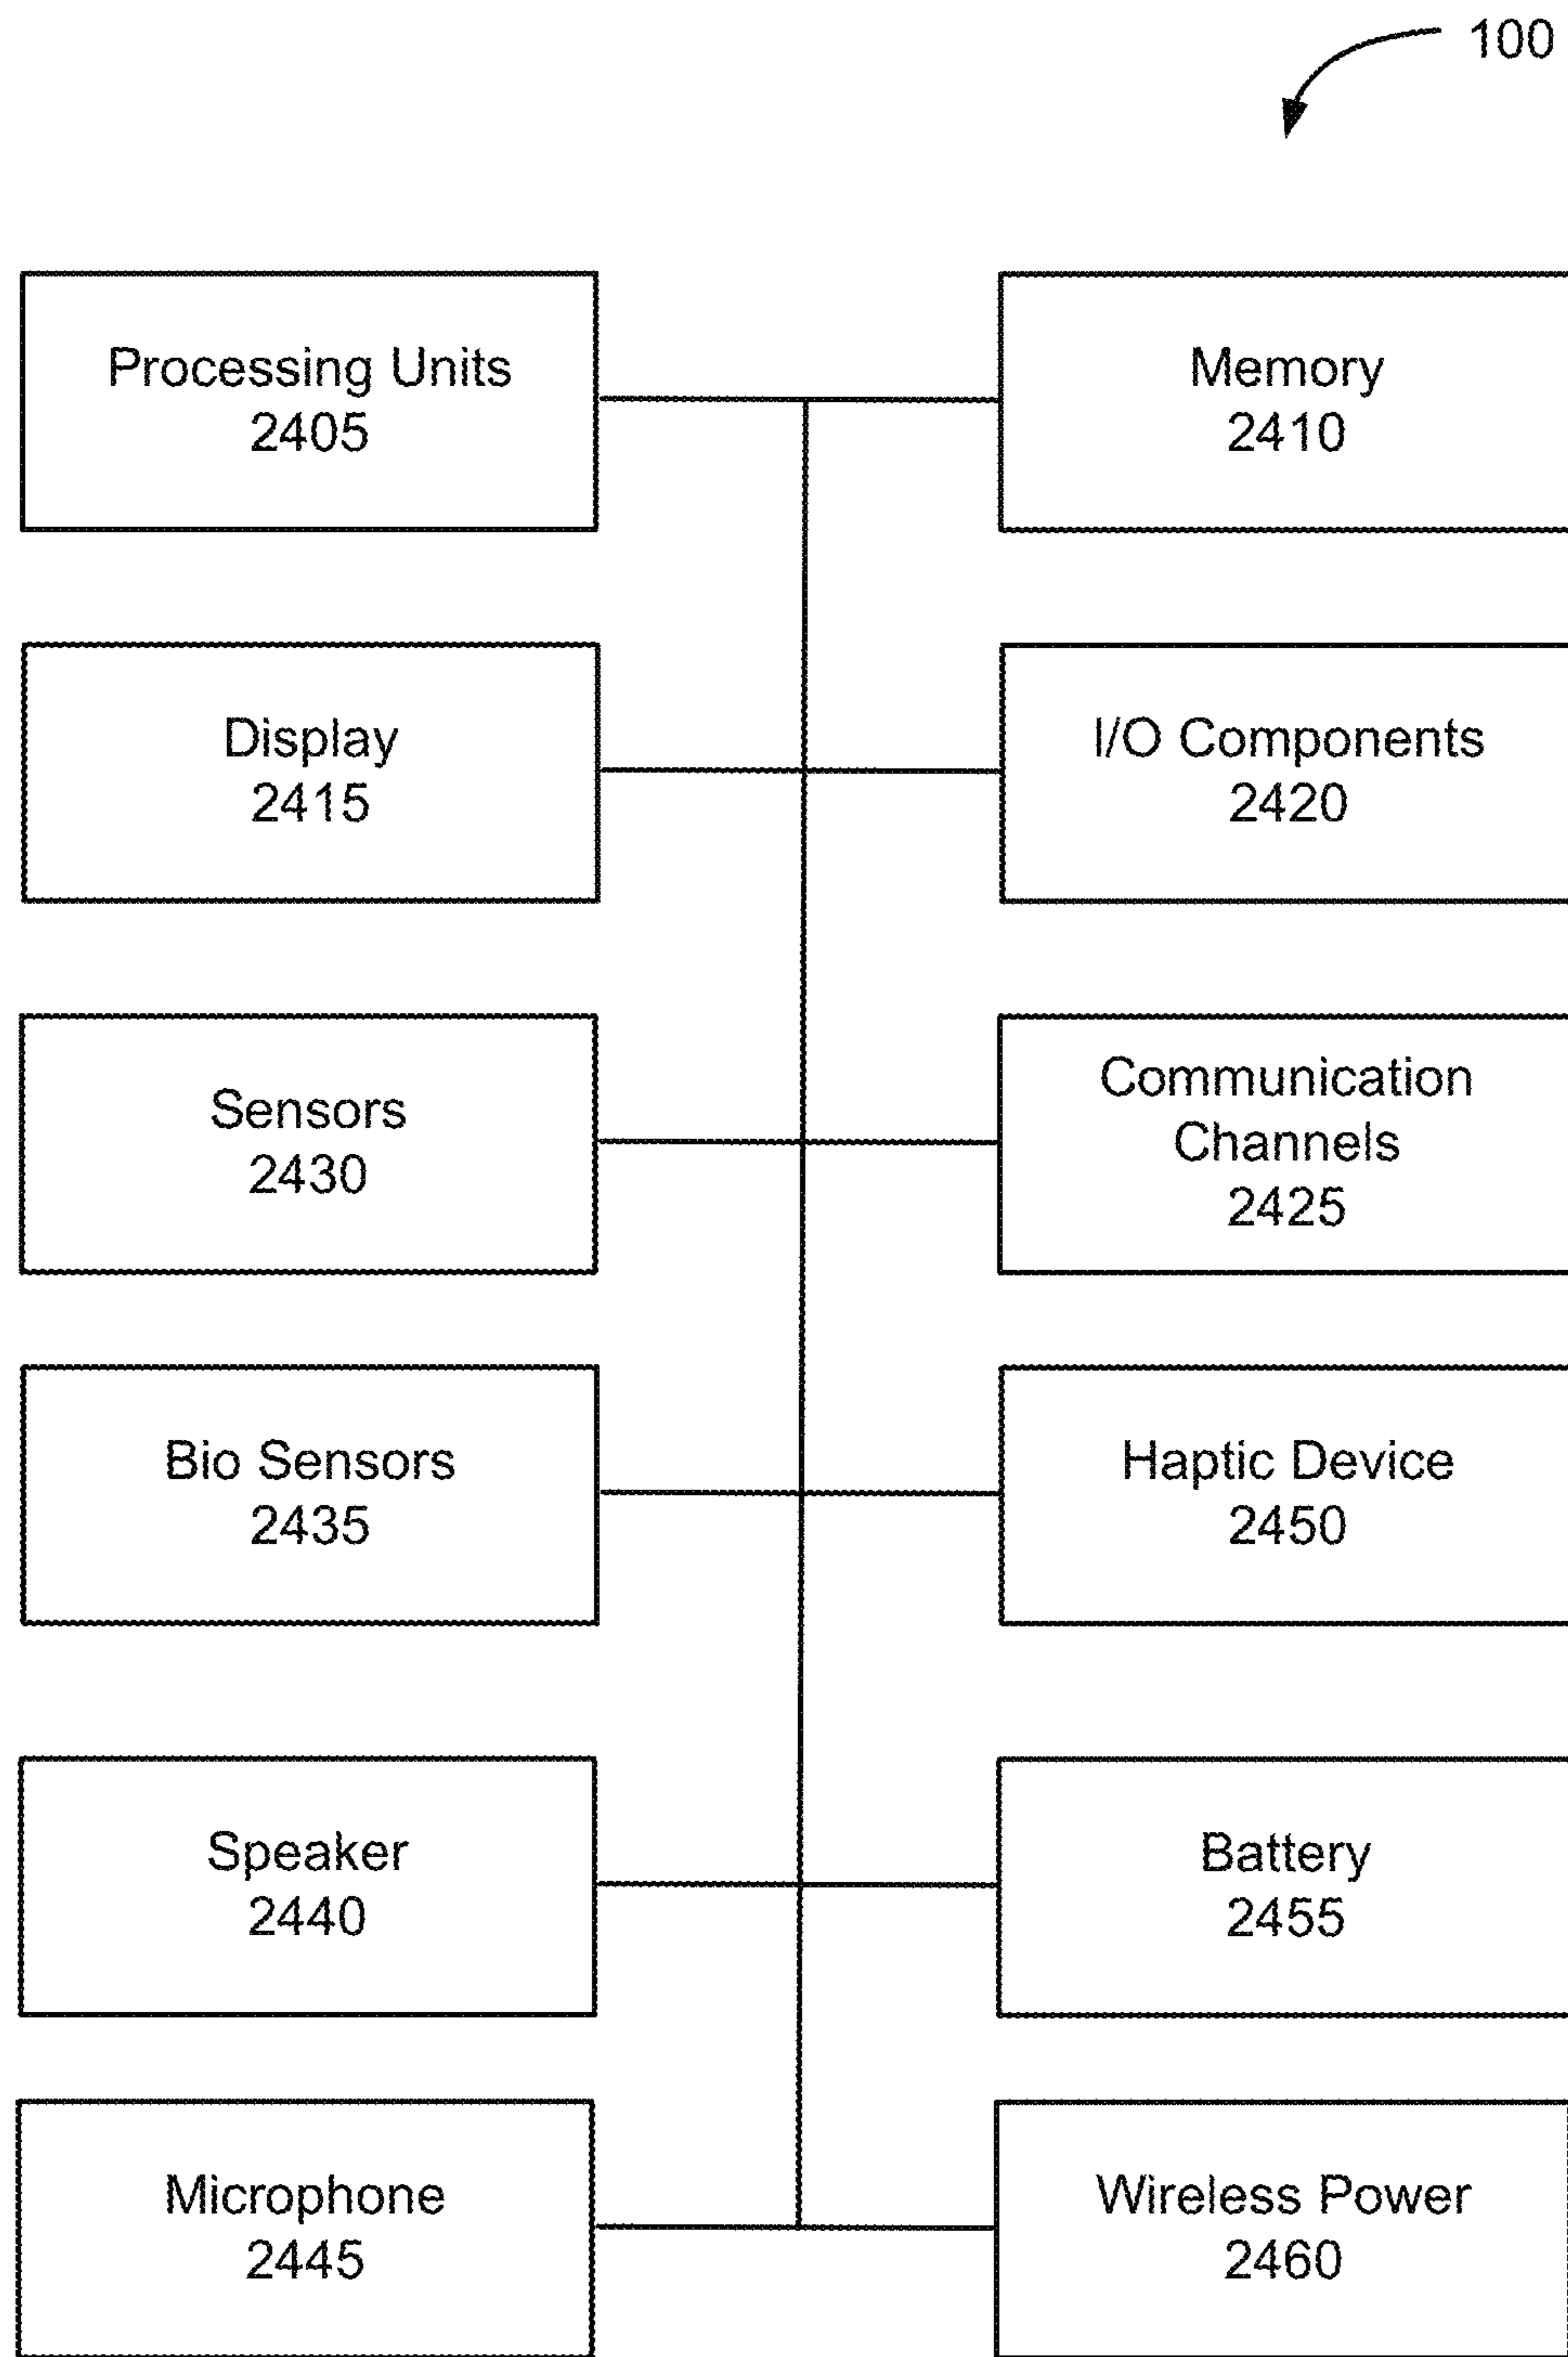 100
Processing Units
2405
Memory
2410
Display
2415
I/O Components
2420
Sensors
2430
Communication
Channels
2425
Bio Sensors
2435
Haptic Device
2450
Speaker
2440
Battery
2455
Microphone
2445
Wireless Power
2460